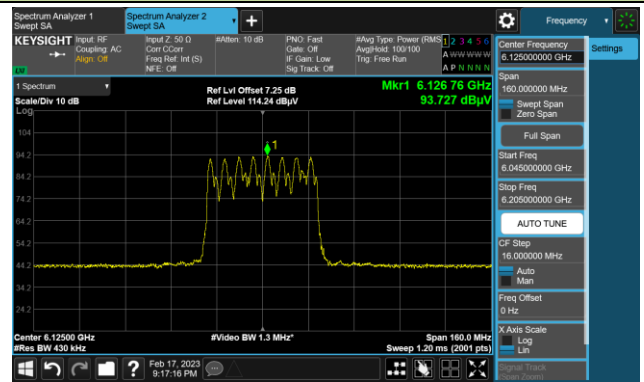 Spectrum Analyzer 1
Swept SA
Spectrum Analyzer 2
Swept SA
Frequency
KEYSIGHT
Input: RF
Coupling: AC
Align: Off
Input Z: 50 Ω
Corr CCorr
Freq Ref: Int (S)
NFE: Off
#Atten: 10 dB
PNO: Fast
Gate: Off
IF Gain: Low
Sig Track: Off
#Avg Type: Power (RMS
Avg|Hold: 100/100
Trig: Free Run
1 2 3 4 5 6
A W W W W W
A P N N N N
LW
1 Spectrum
Scale/Div 10 dB
Log
Ref Lvl Offset 7.25 dB
Ref Level 114.24 dBμV
Mkr1 6.126 76 GHz
93.727 dBμV
1
104
94.2
84.2
74.2
64.2
54.2
44.2
34.2
24.2
Center 6.12500 GHz
#Res BW 430 kHz
#Video BW 1.3 MHz*
Span 160.0 MHz
Sweep 1.20 ms (2001 pts)
Feb 17, 2023
9:17:16 PM
Center Frequency
6.125000000 GHz
Settings
Span
160.000000 MHz
Swept Span
Zero Span
Full Span
Start Freq
6.045000000 GHz
Stop Freq
6.205000000 GHz
AUTO TUNE
CF Step
16.000000 MHz
Auto
Man
Freq Offset
0 Hz
X Axis Scale
Log
Lin
Signal Track
(Span Zoom)